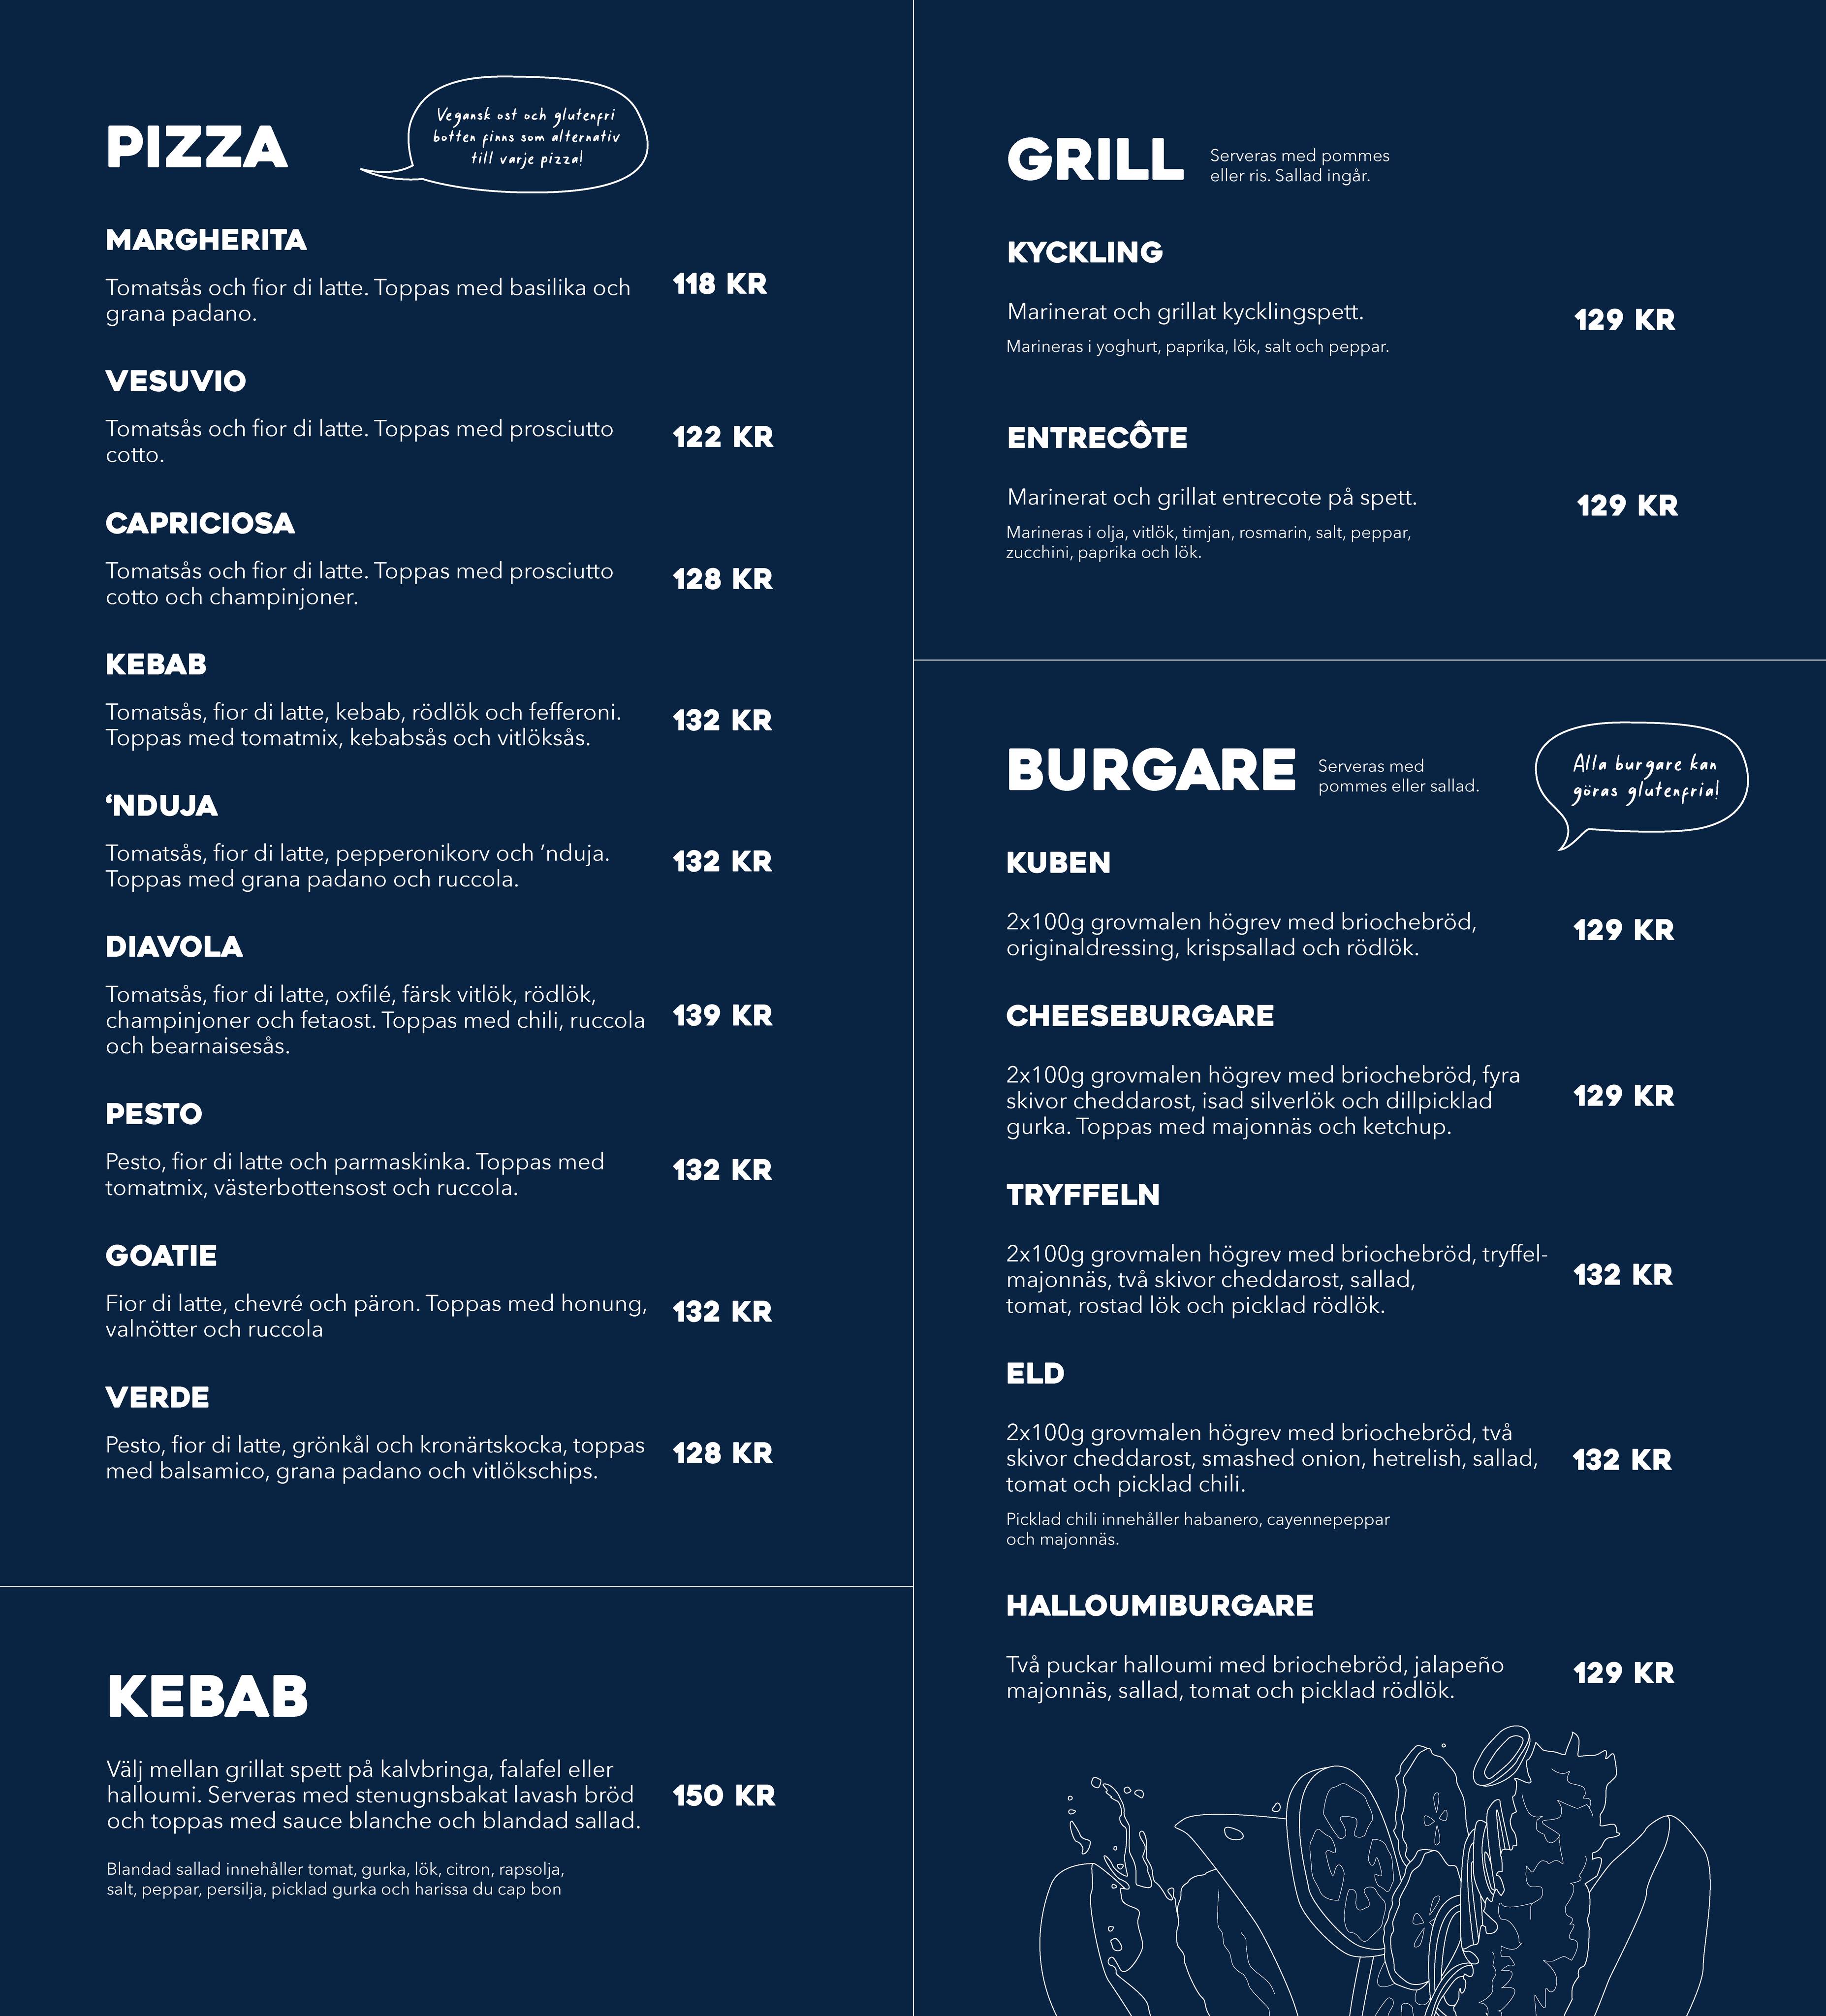 PIZZA
Vegansk ost och glutenfri
botten finns som alternativ
till varje pizza!
MARGHERITA
Tomatsås och fior di latte. Toppas med basilika och
grana padano.
118 KR
VESUVIO
Tomatsås och fior di latte. Toppas med prosciutto
cotto.
122 KR
CAPRICIOSA
Tomatsås och fior di latte. Toppas med prosciutto
cotto och champinjoner.
128 KR
KEBAB
Tomatsås, fior di latte, kebab, rödlök och fefferoni.
Toppas med tomatmix, kebabsås och vitlöksås.
132 KR
‘NDUJA
Tomatsås, fior di latte, pepperonikorv och ’nduja.
Toppas med grana padano och ruccola.
132 KR
DIAVOLA
Tomatsås, fior di latte, oxfilé, färsk vitlök, rödlök,
champinjoner och fetaost. Toppas med chili, ruccola
och bearnaisesås.
139 KR
PESTO
Pesto, fior di latte och parmaskinka. Toppas med
tomatmix, västerbottensost och ruccola.
132 KR
GOATIE
Fior di latte, chevré och päron. Toppas med honung,
valnötter och ruccola
132 KR
VERDE
Pesto, fior di latte, grönkål och kronärtskocka, toppas
med balsamico, grana padano och vitlökschips.
128 KR
KEBAB
Välj mellan grillat spett på kalvbringa, falafel eller
halloumi. Serveras med stenugnsbakat lavash bröd
och toppas med sauce blanche och blandad sallad.
150 KR
Blandad sallad innehåller tomat, gurka, lök, citron, rapsolja,
salt, peppar, persilja, picklad gurka och harissa du cap bon
GRILL
Serveras med pommes
eller ris. Sallad ingår.
KYCKLING
Marinerat och grillat kycklingspett.
Marineras i yoghurt, paprika, lök, salt och peppar.
129 KR
ENTRECÔTE
Marinerat och grillat entrecote på spett.
Marineras i olja, vitlök, timjan, rosmarin, salt, peppar,
zucchini, paprika och lök.
129 KR
BURGARE
Serveras med
pommes eller sallad.
Alla burgare kan
göras glutenfria!
KUBEN
2x100g grovmalen högrev med briochebröd,
originaldressing, krispsallad och rödlök.
129 KR
CHEESEBURGARE
2x100g grovmalen högrev med briochebröd, fyra
skivor cheddarost, isad silverlök och dillpicklad
gurka. Toppas med majonnäs och ketchup.
129 KR
TRYFFELN
2x100g grovmalen högrev med briochebröd, tryffel-
majonnäs, två skivor cheddarost, sallad,
tomat, rostad lök och picklad rödlök.
132 KR
ELD
2x100g grovmalen högrev med briochebröd, två
skivor cheddarost, smashed onion, hetrelish, sallad,
tomat och picklad chili.
132 KR
Picklad chili innehåller habanero, cayennepeppar
och majonnäs.
HALLOUMIBURGARE
Två puckar halloumi med briochebröd, jalapeño
majonnäs, sallad, tomat och picklad rödlök.
129 KR